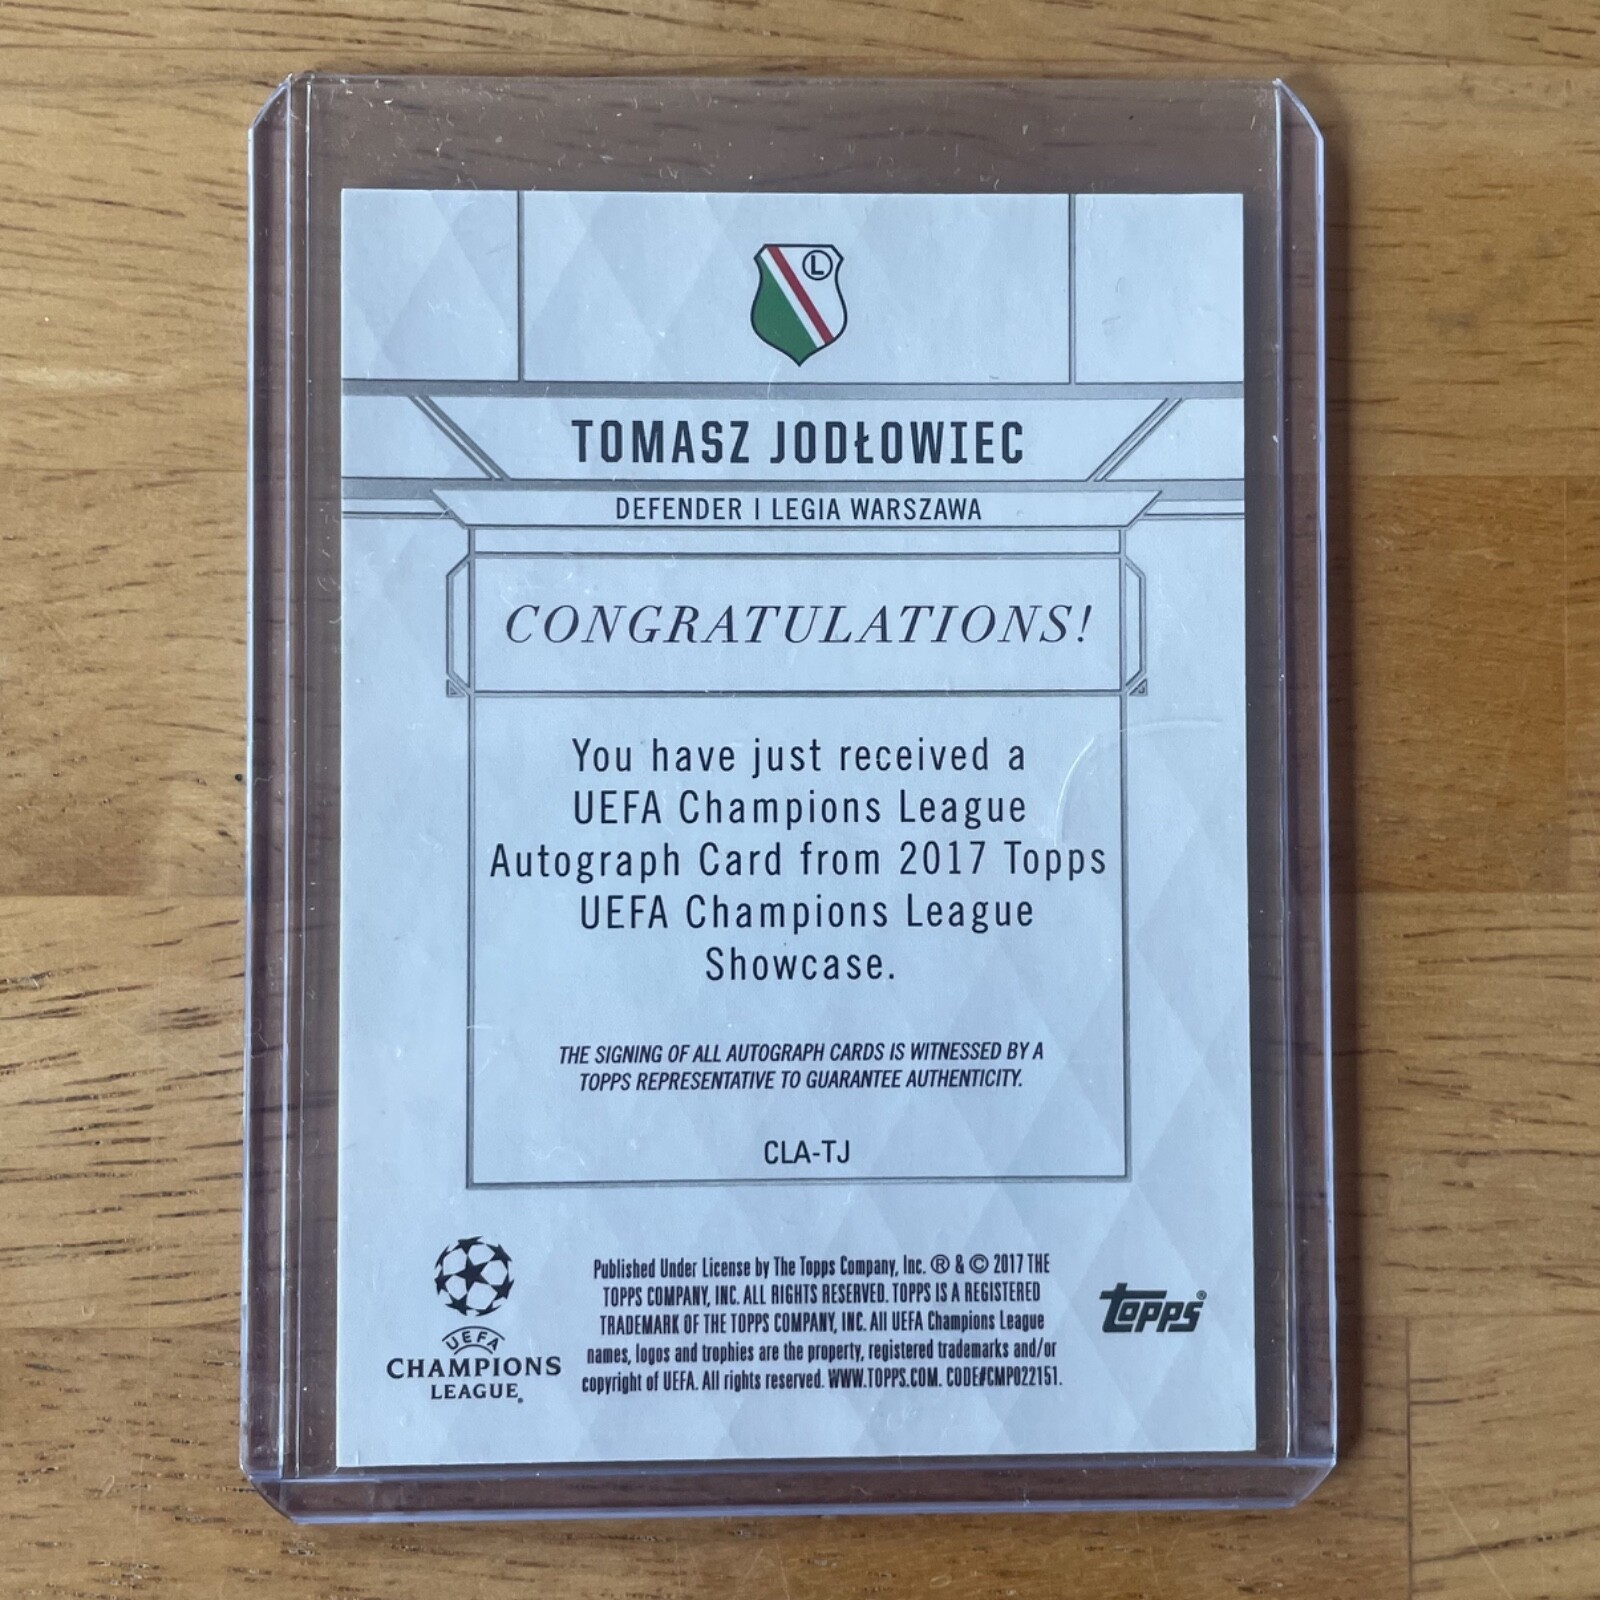 L
TOMASZ JODŁOWIEC
DEFENDER | LEGIA WARSZAWA
CONGRATULATIONS!
You have just received a
UEFA Champions League
Autograph Card from 2017 Topps
UEFA Champions League
Showcase.
THE SIGNING OF ALL AUTOGRAPH CARDS IS WITNESSED BY A
TOPPS REPRESENTATIVE TO GUARANTEE AUTHENTICITY.
CLA-TJ
UEFA
CHAMPIONS
LEAGUE®
Published Under License by The Topps Company, Inc. ® & © 2017 THE
TOPPS COMPANY, INC. ALL RIGHTS RESERVED. TOPPS IS A REGISTERED
TRADEMARK OF THE TOPPS COMPANY, INC. All UEFA Champions League
names, logos and trophies are the property, registered trademarks and/or
copyright of UEFA. All rights reserved. WWW.TOPPS.COM. CODE#CMP022151.
topps®